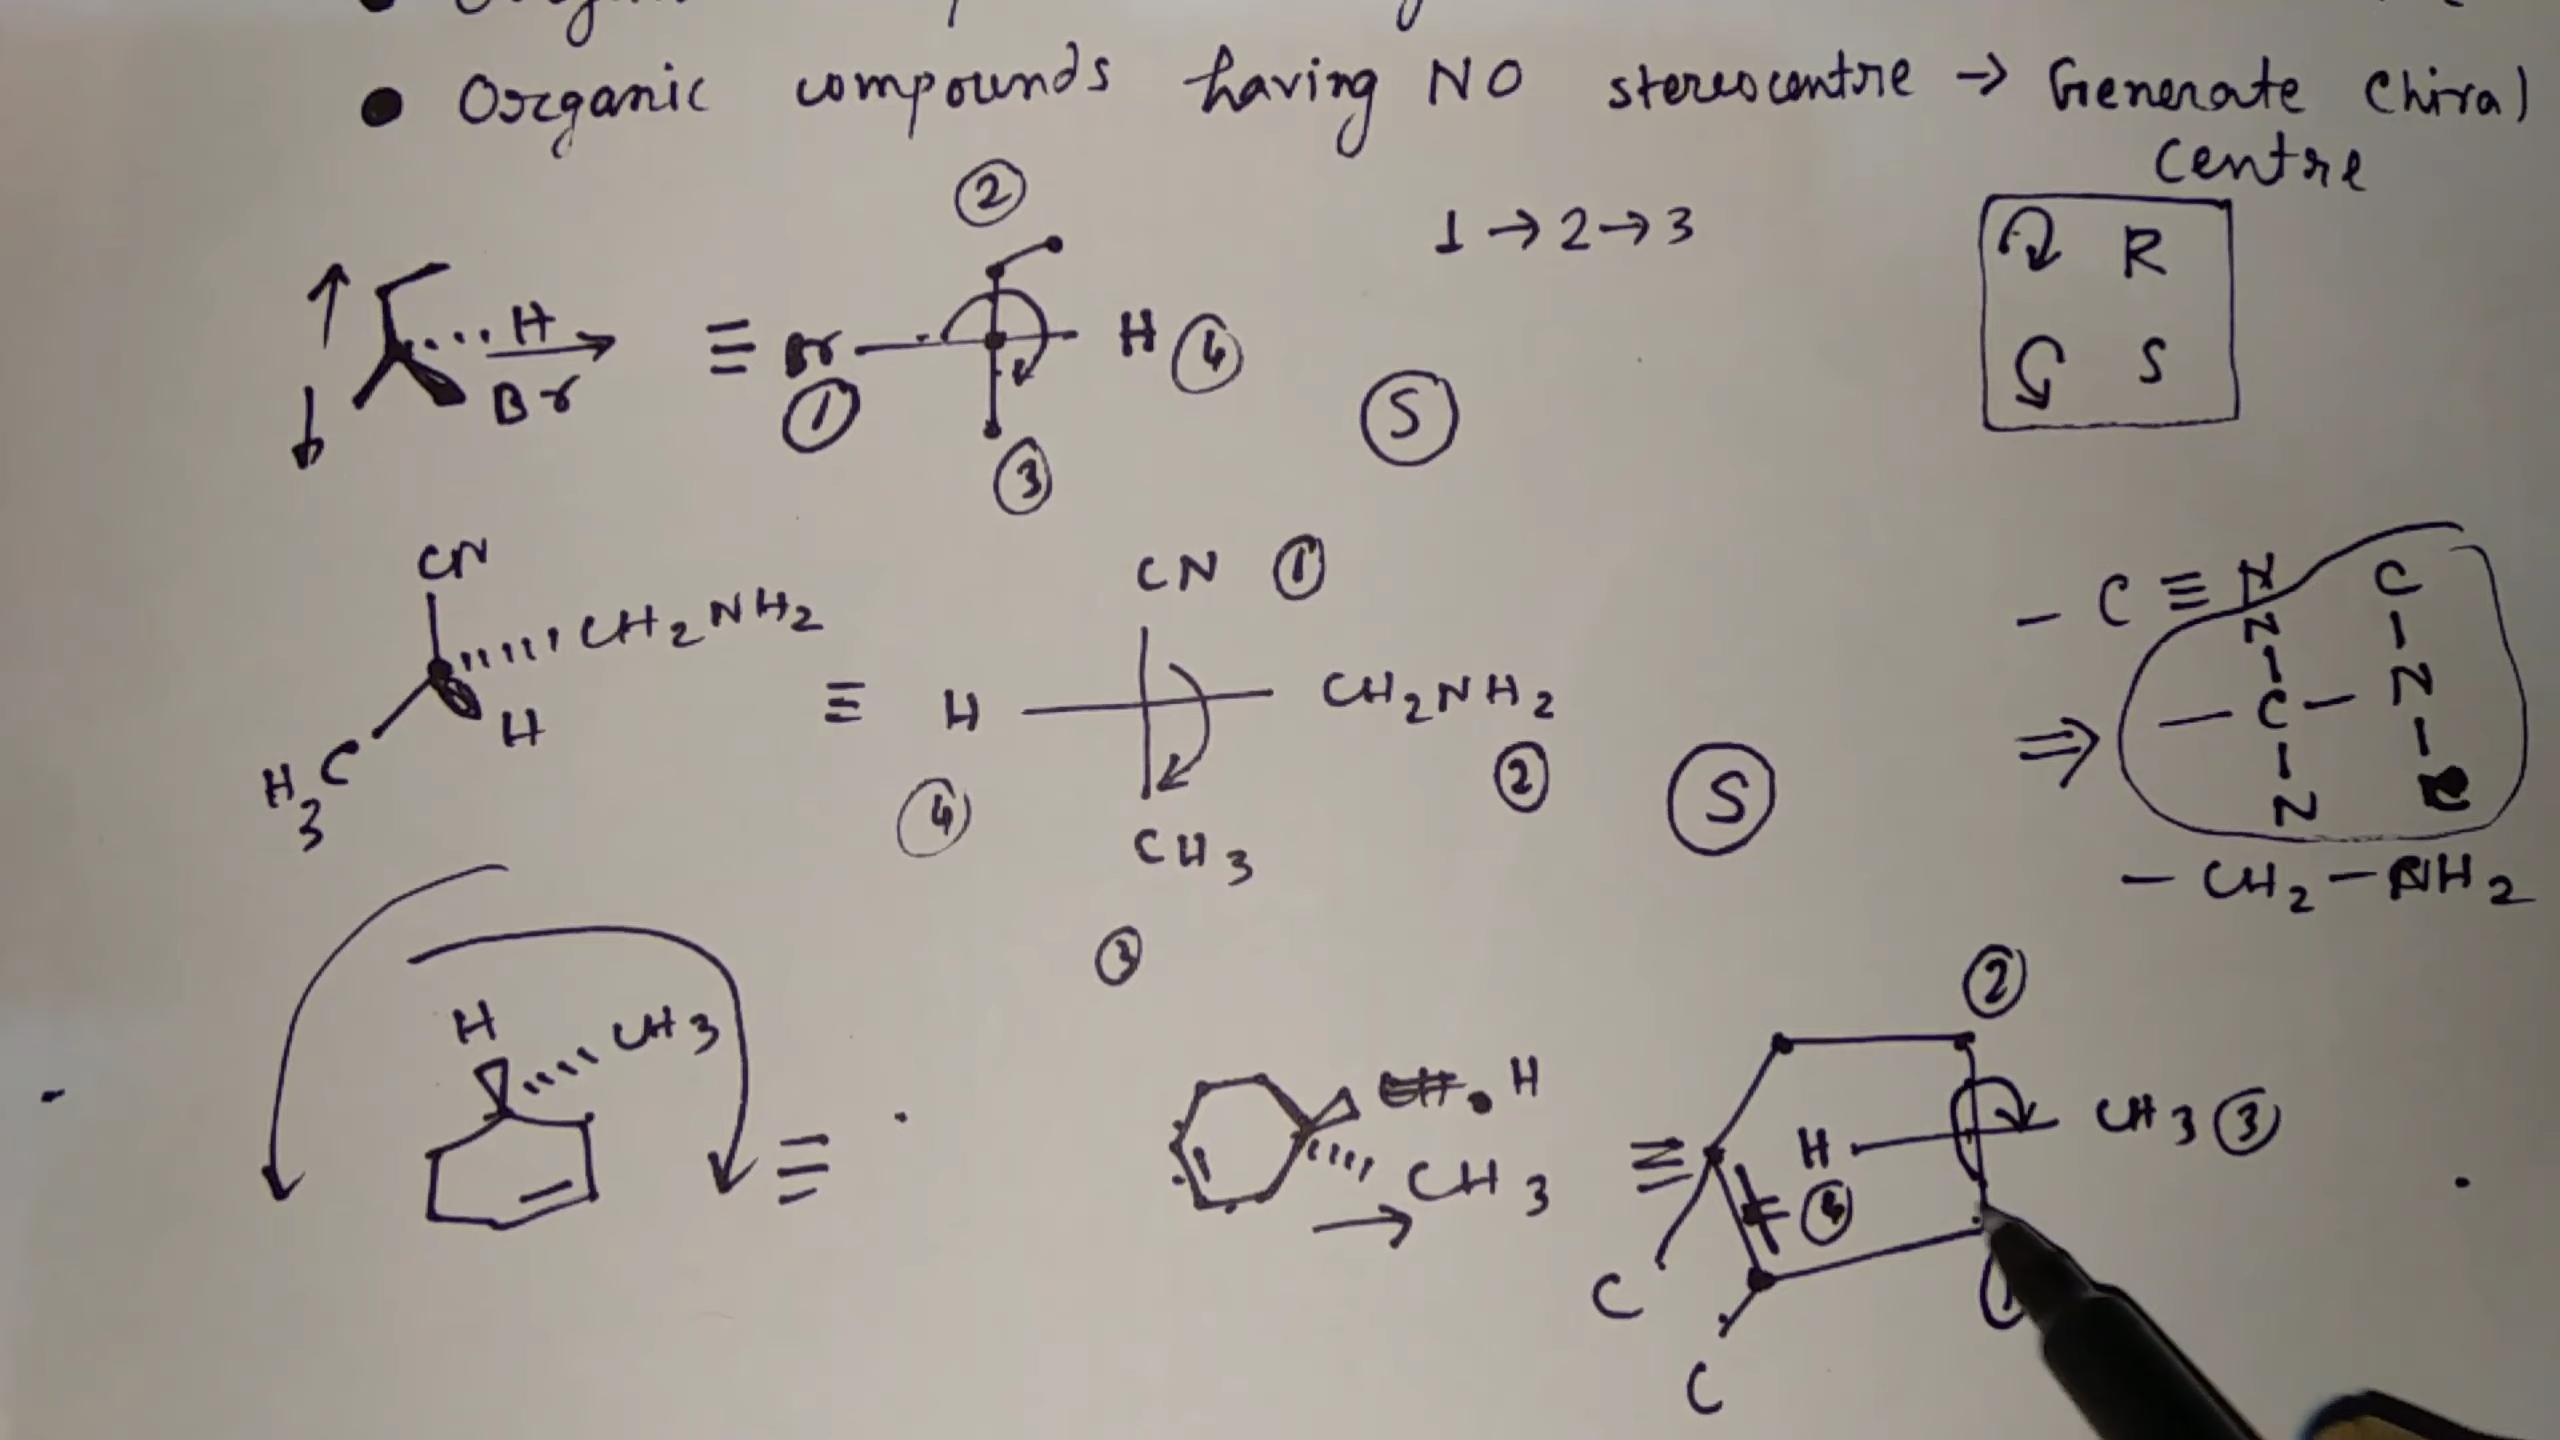 ● Organic compounds having NO stereocentre → Generate Chiral
Centre
②
1 → 2 → 3
R
S
H
Br
≡ Br
H ④
①
S
③
CN
CH2NH2
H
H3C
≡ H
CN ①
CH2NH2
④
②
S
CH3
③
– C ≡ N
N
C
– C –
N
N
⇒
– CH2 – NH2
H
CH3
≡
H
CH3
≡
②
H
CH3 ③
④
C
C